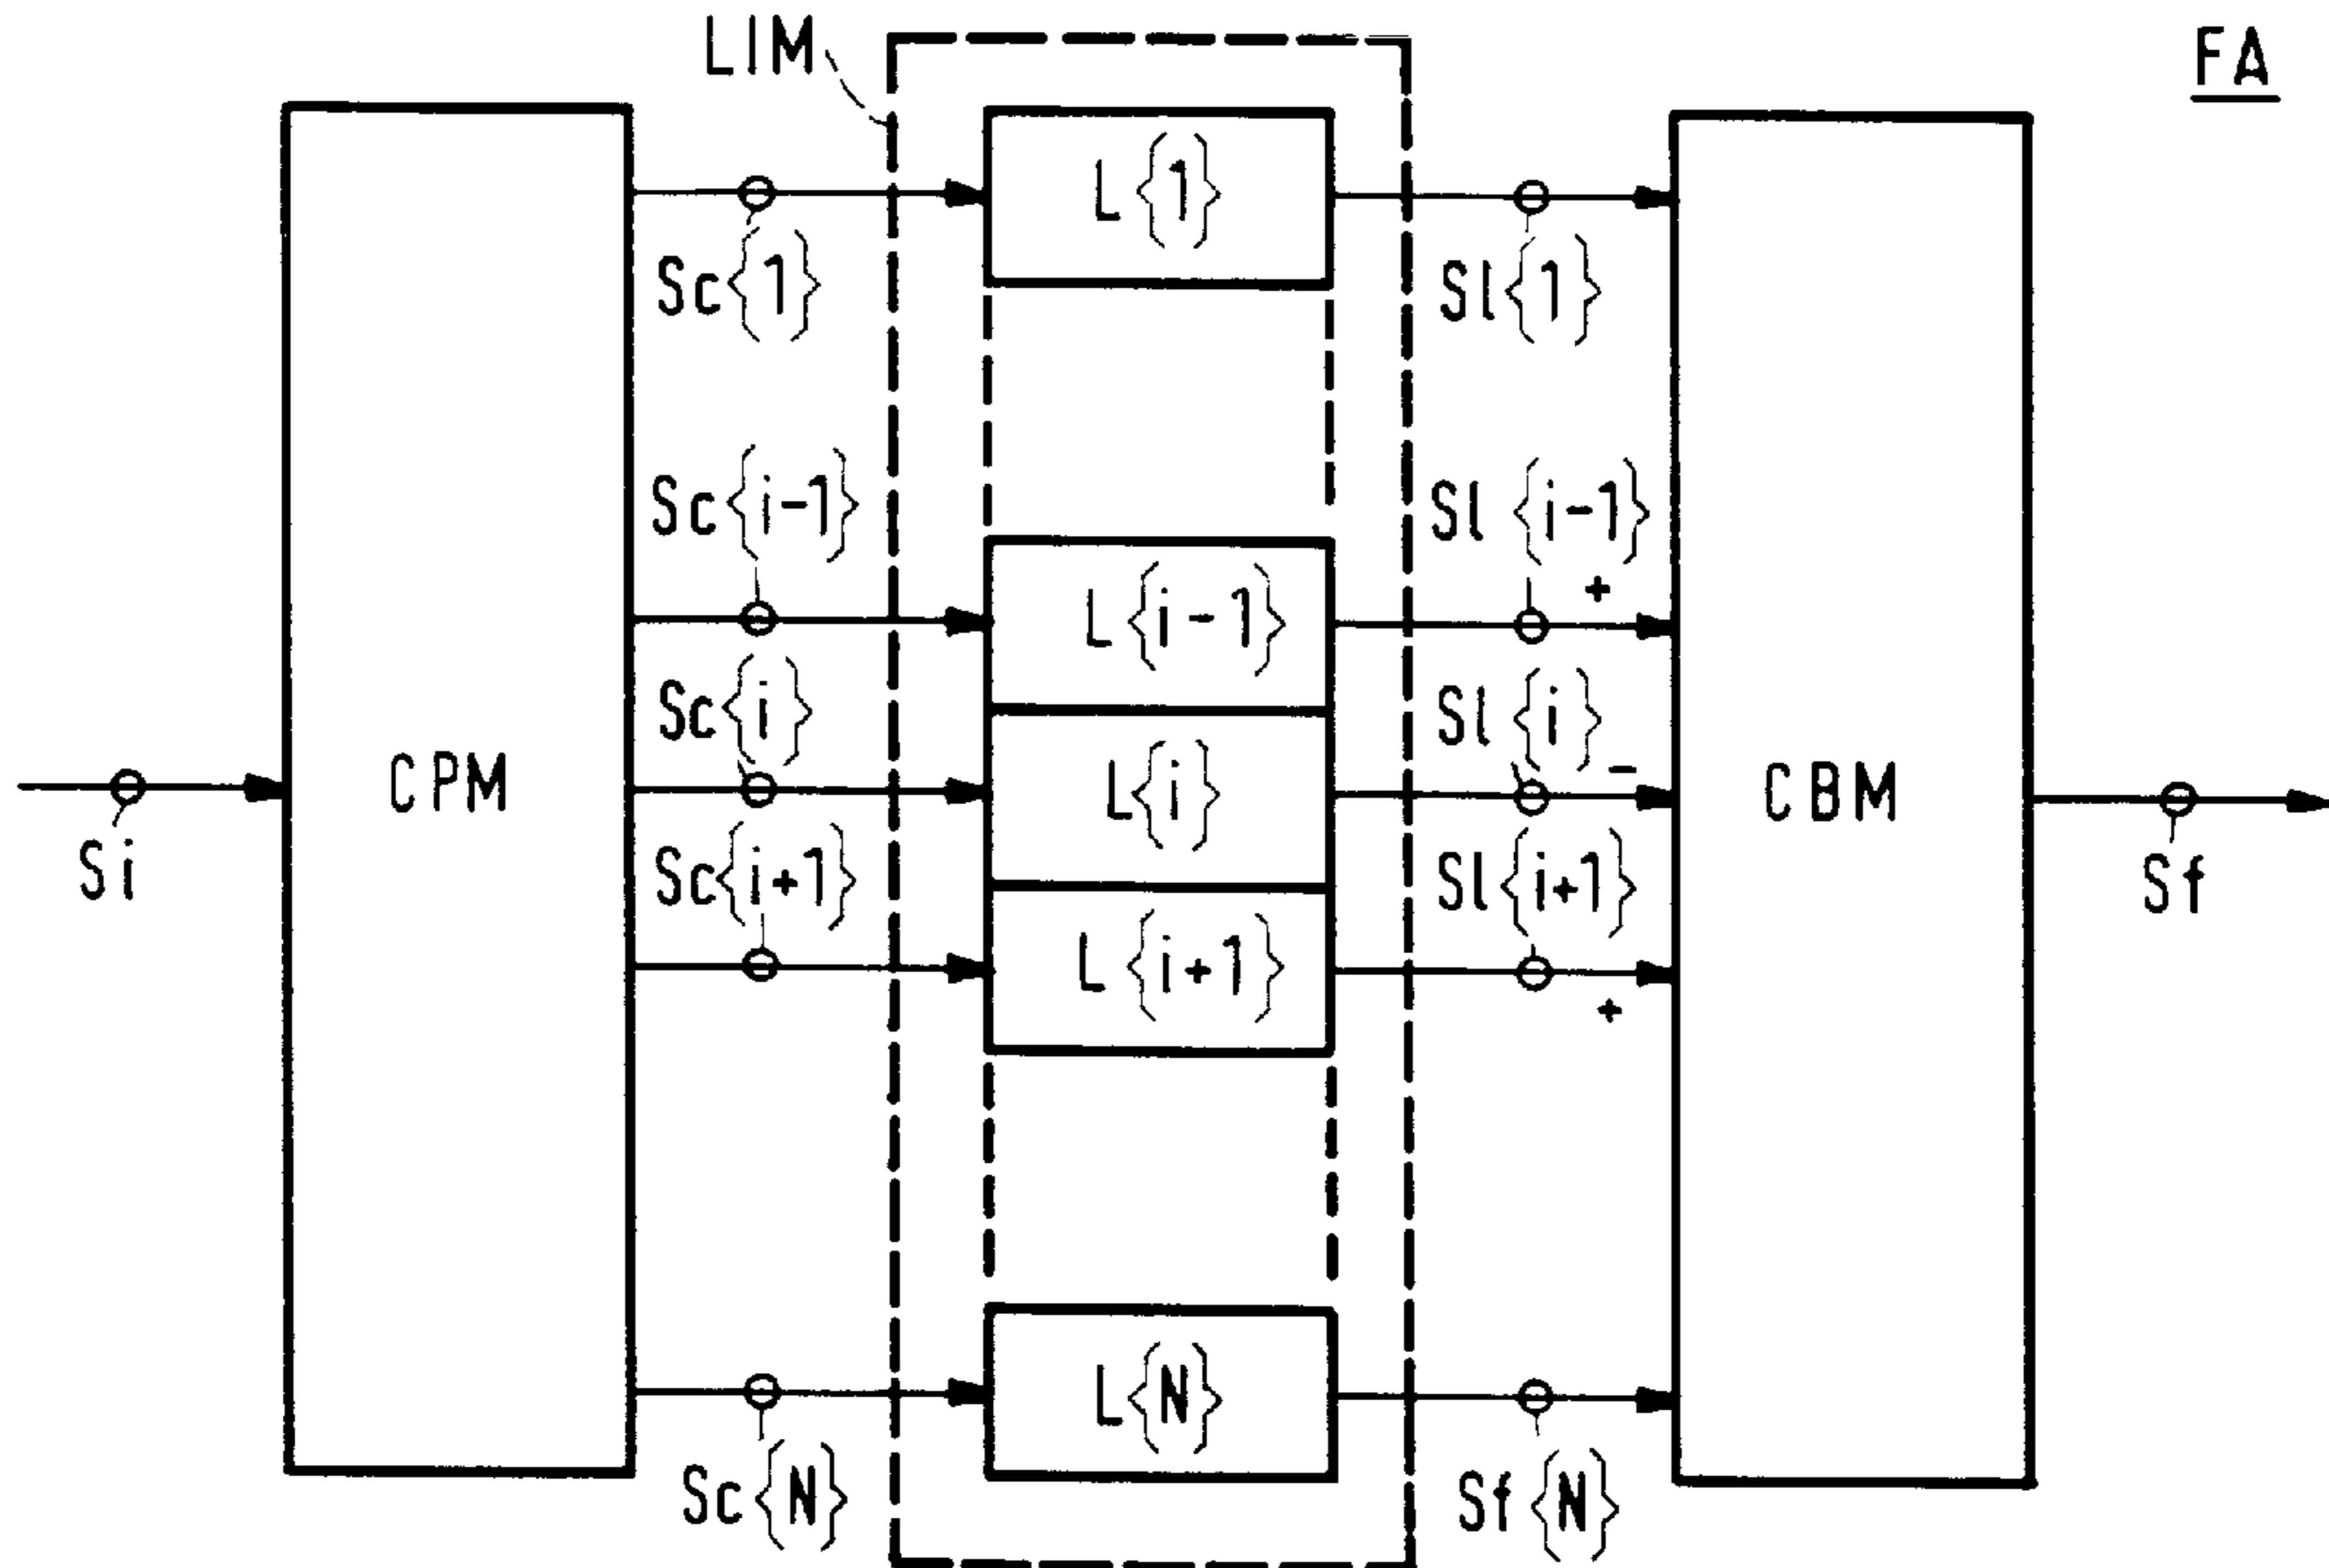 LIM
FA
L{1}
Sc{1}
Sl{1}
Sc{i-1}
Sl{i-1}
+
L{i-1}
Sc{i}
Sl{i}
-
CPM
L{i}
CBM
Si
Sc{i+1}
Sl{i+1}
Sf
L{i+1}
+
L{N}
Sc{N}
Sf{N}